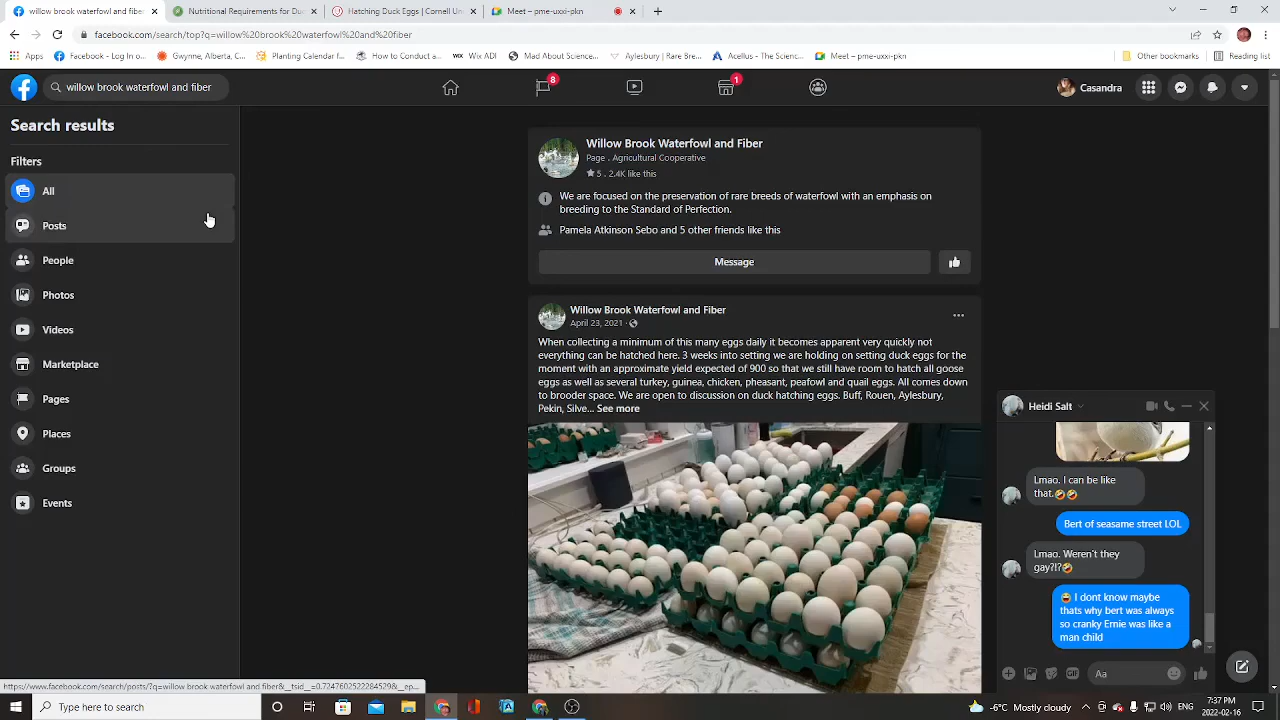 willow brook waterfowl and fiber
Nutritional Requirements for Duc
Hatching Duck Eggs | Cornell Un
Meet – pme-uxxi-pkn
facebook.com/search/top?q=willow%20brook%20waterfowl%20and%20fiber
Apps
Facebook - Log In o...
Gwynne, Alberta, C...
Planting Calendar f...
How to Conduct a...
Wix ADI
Mad About Science...
Aylesbury | Rare Bre...
Acellus - The Scienc...
Meet – pme-uxxi-pkn
Other bookmarks
Reading list
willow brook waterfowl and fiber
8
1
Casandra
Search results
Filters
All
Posts
People
Photos
Videos
Marketplace
Pages
Places
Groups
Events
Willow Brook Waterfowl and Fiber
Page . Agricultural Cooperative
5 . 2.4K like this
We are focused on the preservation of rare breeds of waterfowl with an emphasis on
breeding to the Standard of Perfection.
Pamela Atkinson Sebo and 5 other friends like this
Message
Willow Brook Waterfowl and Fiber
April 23, 2021 ·
When collecting a minimum of this many eggs daily it becomes apparent very quickly not
everything can be hatched here. 3 weeks into setting we are holding on setting duck eggs for the
moment with an approximate yield expected of 900 so that we still have room to hatch all goose
eggs as well as several turkey, guinea, chicken, pheasant, peafowl and quail eggs. All comes down
to brooder space. We are open to discussion on duck hatching eggs. Buff, Rouen, Aylesbury,
Pekin, Silve... See more
Heidi Salt
Lmao. I can be like
that.
Bert of seasame street LOL
Lmao. Weren't they
gay?!?
I dont know maybe
thats why bert was always
so cranky Ernie was like a
man child
Aa
GIF
Type here to search
-5°C Mostly cloudy
ENG
7:37 PM
2022-02-16